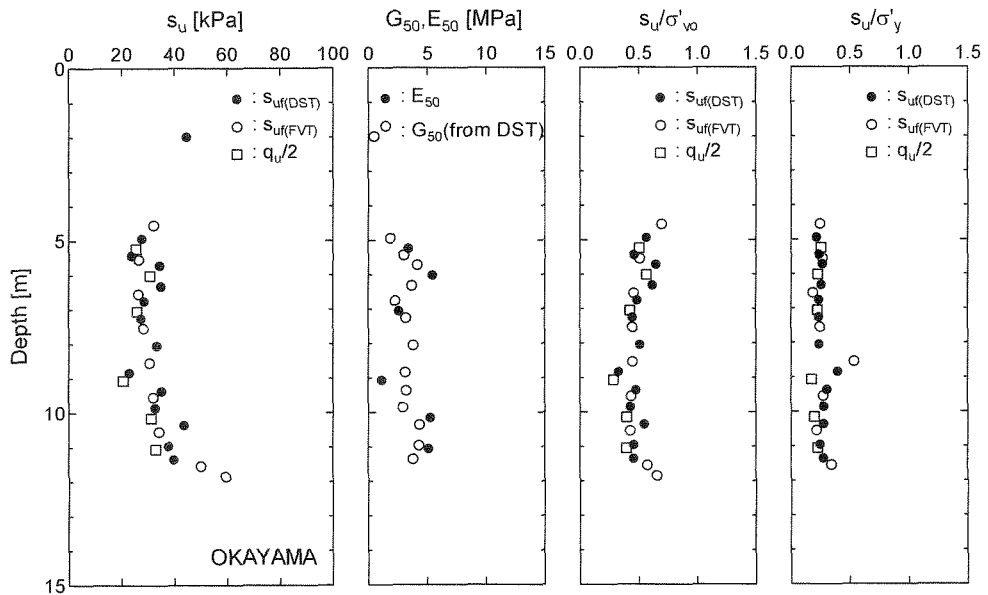 s_u [kPa]
0 20 40 60 80 100
G_50,E_50 [MPa]
0 5 10 15
s_u/σ'_vo
0.0 0.5 1.0 1.5
s_u/σ'_y
0.0 0.5 1.0 1.5
0
5
10
15
Depth [m]
: s_uf(DST)
: s_uf(FVT)
: q_u/2
OKAYAMA
: E_50
: G_50(from DST)
: s_uf(DST)
: s_uf(FVT)
: q_u/2
: s_uf(DST)
: s_uf(FVT)
: q_u/2